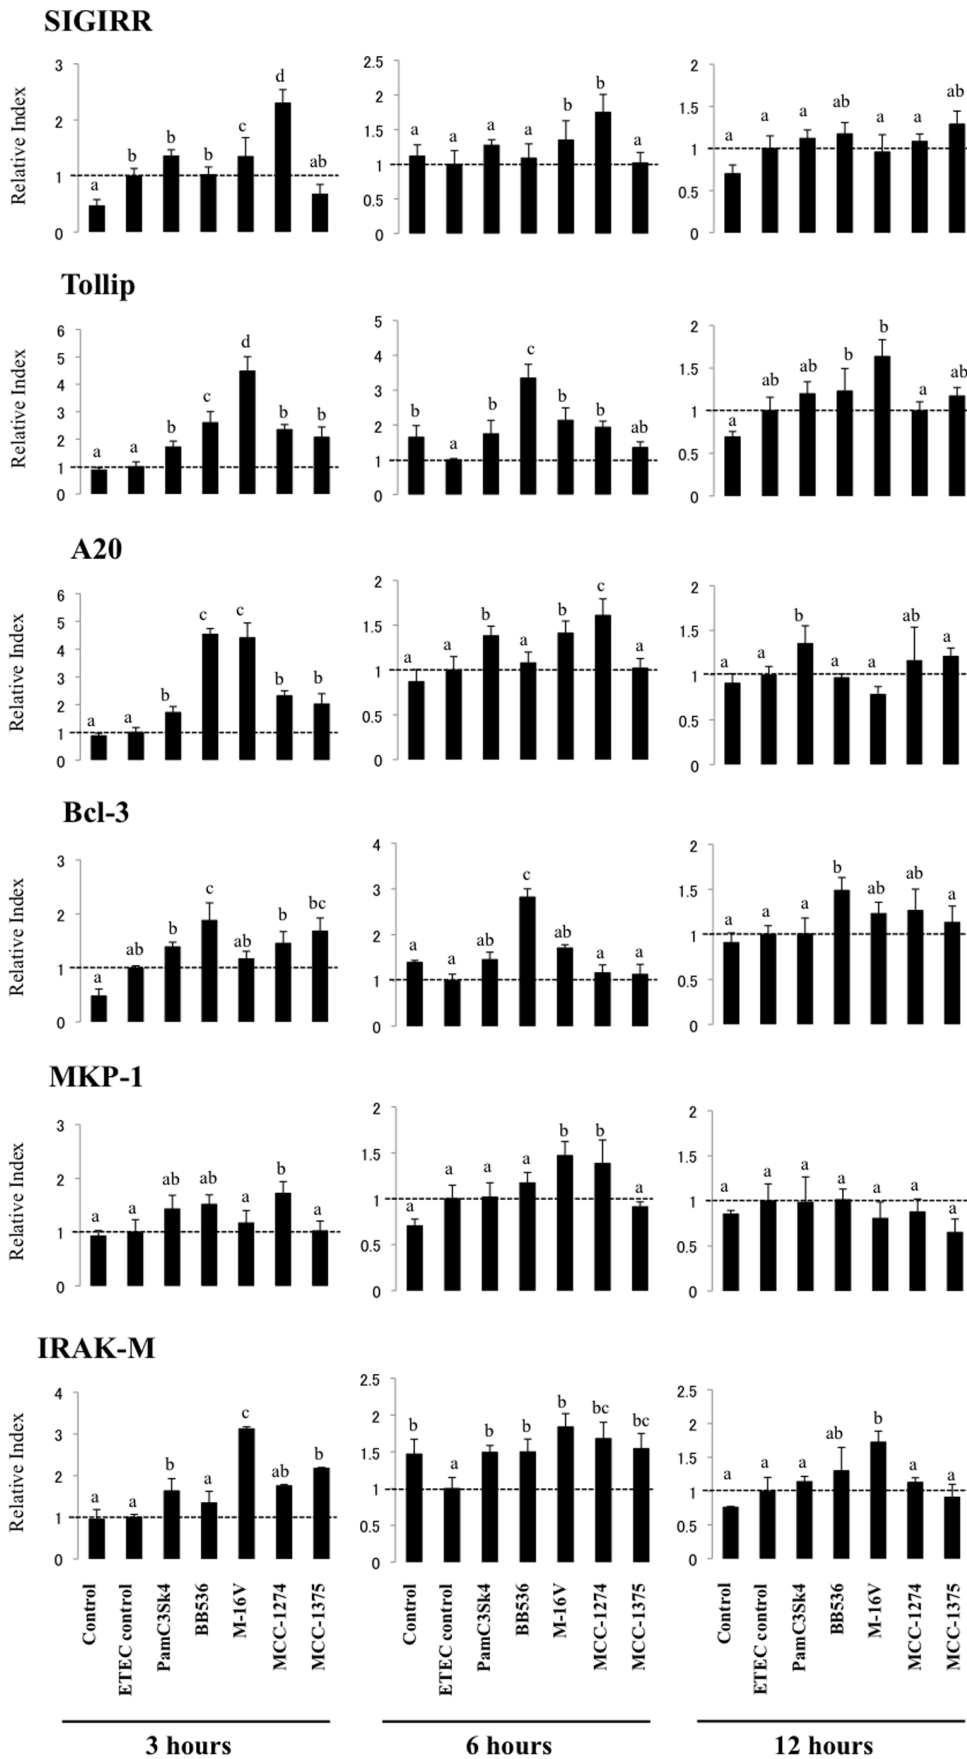 SIGIRR
Relative Index
3
2
1
0
a
b
b
b
c
d
ab
2.5
2
1.5
1
0.5
0
a
a
a
a
b
b
a
2
1.5
1
0.5
0
a
a
a
ab
a
a
ab
Tollip
Relative Index
6
5
4
3
2
1
0
a
a
b
c
d
b
b
5
4
3
2
1
0
b
a
b
c
b
b
ab
2
1.5
1
0.5
0
a
ab
ab
b
b
a
ab
A20
Relative Index
6
5
4
3
2
1
0
a
a
b
c
c
b
b
2
1.5
1
0.5
0
a
a
b
a
b
c
a
2
1.5
1
0.5
0
a
a
b
a
a
ab
a
Bcl-3
Relative Index
3
2
1
0
a
ab
b
c
ab
b
bc
4
3
2
1
0
a
a
ab
c
ab
a
a
2
1.5
1
0.5
0
a
a
a
b
ab
ab
a
MKP-1
Relative Index
3
2
1
0
a
a
ab
ab
a
b
a
2
1.5
1
0.5
0
a
a
a
a
b
b
a
2
1.5
1
0.5
0
a
a
a
a
a
a
a
IRAK-M
Relative Index
4
3
2
1
0
a
a
b
a
c
ab
b
2.5
2
1.5
1
0.5
0
b
a
b
b
b
bc
bc
2.5
2
1.5
1
0.5
0
a
a
a
ab
b
a
a
Control
ETEC control
PamC3Sk4
BB536
M-16V
MCC-1274
MCC-1375
Control
ETEC control
PamC3Sk4
BB536
M-16V
MCC-1274
MCC-1375
Control
ETEC control
PamC3Sk4
BB536
M-16V
MCC-1274
MCC-1375
3 hours
6 hours
12 hours